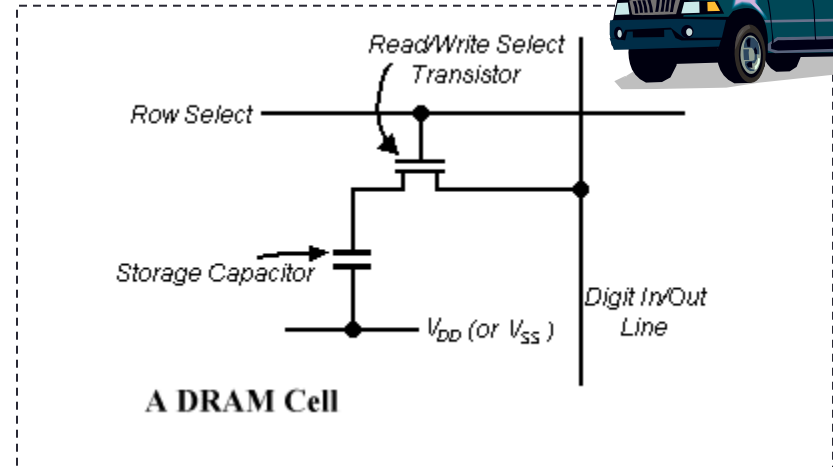 Read/Write Select
Transistor
Row Select
Storage Capacitor
Digit In/Out
Line
VDD (or VSS )
A DRAM Cell